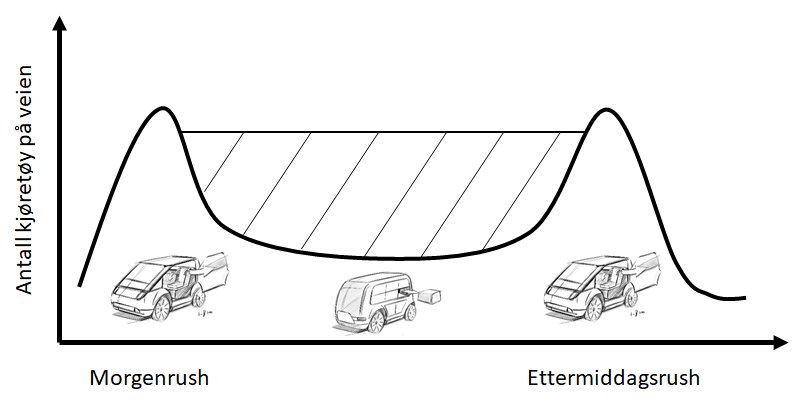 Antall kjøretøy på veien
Morgenrush
Ettermiddagsrush